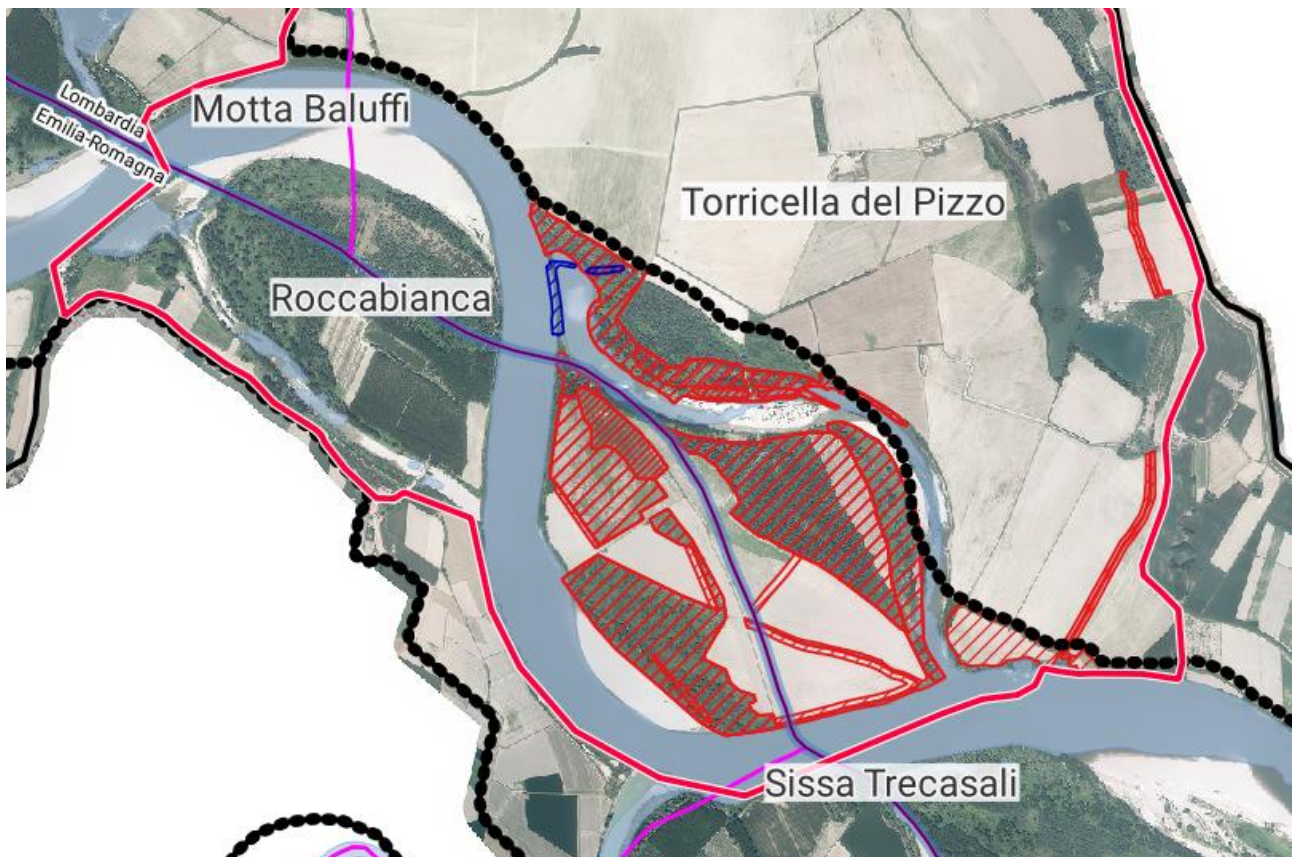 Lombardia
Emilia-Romagna
Motta Baluffi
Torricella del Pizzo
Roccabianca
Sissa Trecasali